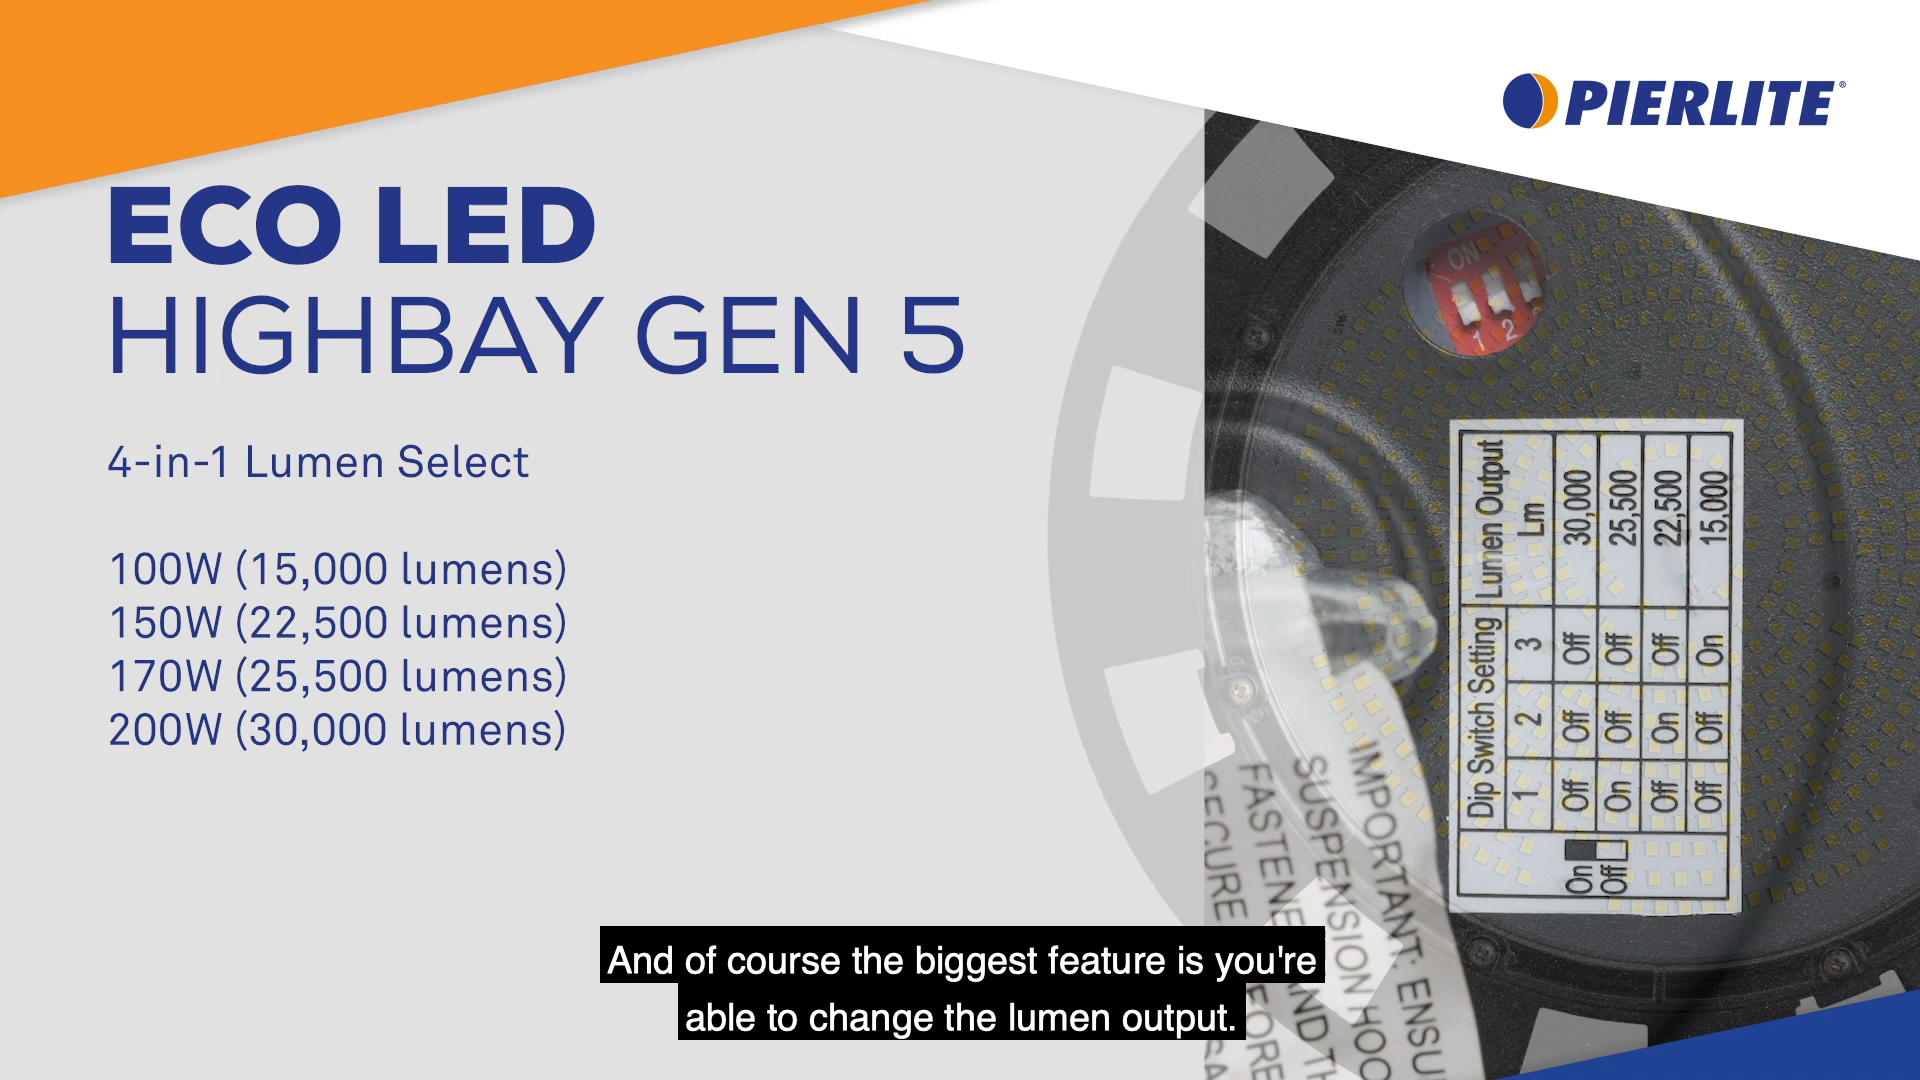 PIERLITE®
ECO LED
HIGHBAY GEN 5
4-in-1 Lumen Select
100W (15,000 lumens)
150W (22,500 lumens)
170W (25,500 lumens)
200W (30,000 lumens)
ON
1 2
Dip Switch Setting Lumen Output
1 2 3 Lm
Off Off Off 30,000
On Off Off 25,500
Off On Off 22,500
Off Off On 15,000
On
Off
IMPORTANT: ENSU
SUSPENSION HOO
FASTENE AND TH
SECURE
And of course the biggest feature is you're
able to change the lumen output.